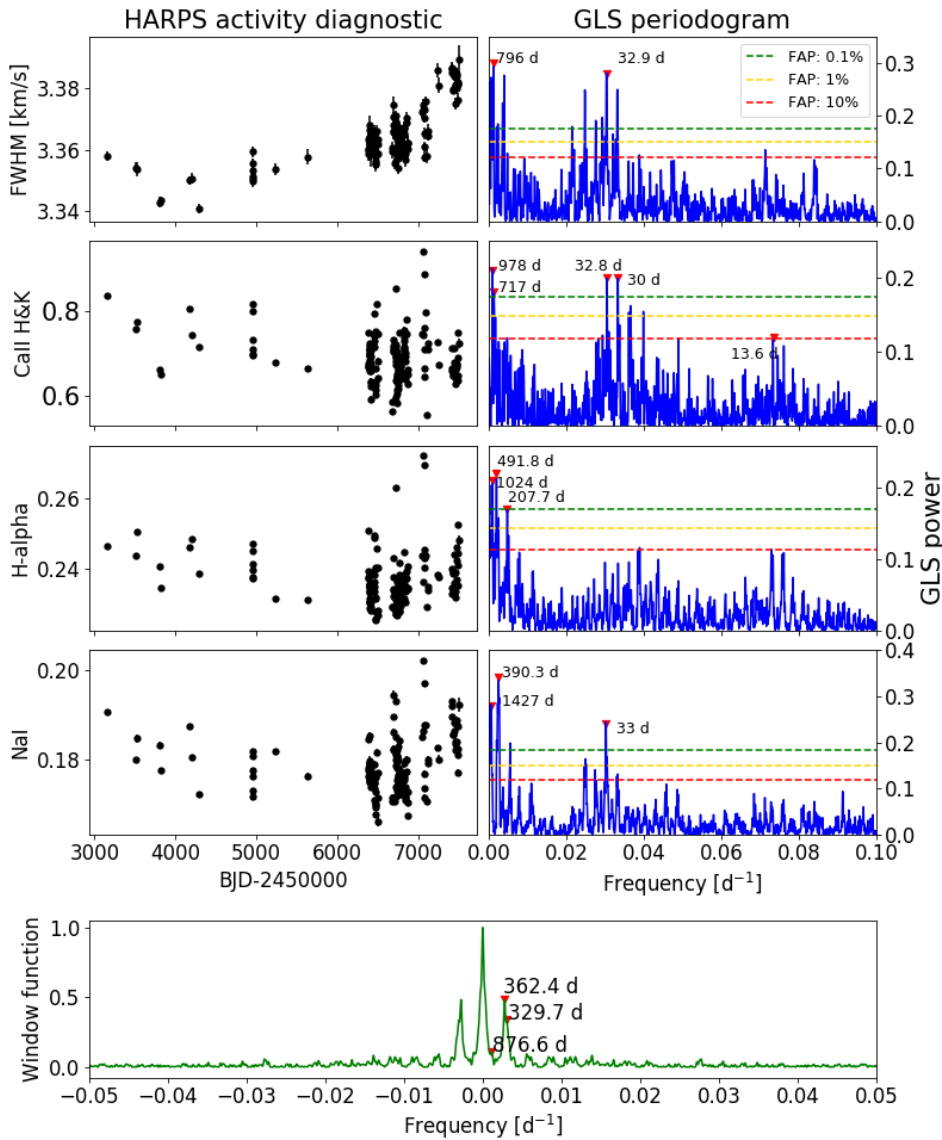 HARPS activity diagnostic
GLS periodogram
FWHM [km/s]
3.38
3.36
3.34
796 d
32.9 d
FAP: 0.1%
FAP: 1%
FAP: 10%
0.3
0.2
0.1
0.0
CaII H&K
0.8
0.6
978 d
717 d
32.8 d
30 d
13.6 d
0.2
0.1
0.0
H-alpha
0.26
0.24
491.8 d
1024 d
207.7 d
0.2
0.1
0.0
GLS power
NaI
0.20
0.18
390.3 d
1427 d
33 d
0.4
0.3
0.2
0.1
0.0
3000 4000 5000 6000 7000
BJD-2450000
0.00 0.02 0.04 0.06 0.08 0.10
Frequency [d⁻¹]
Window function
1.0
0.5
0.0
362.4 d
329.7 d
876.6 d
−0.05 −0.04 −0.03 −0.02 −0.01 0.00 0.01 0.02 0.03 0.04 0.05
Frequency [d⁻¹]